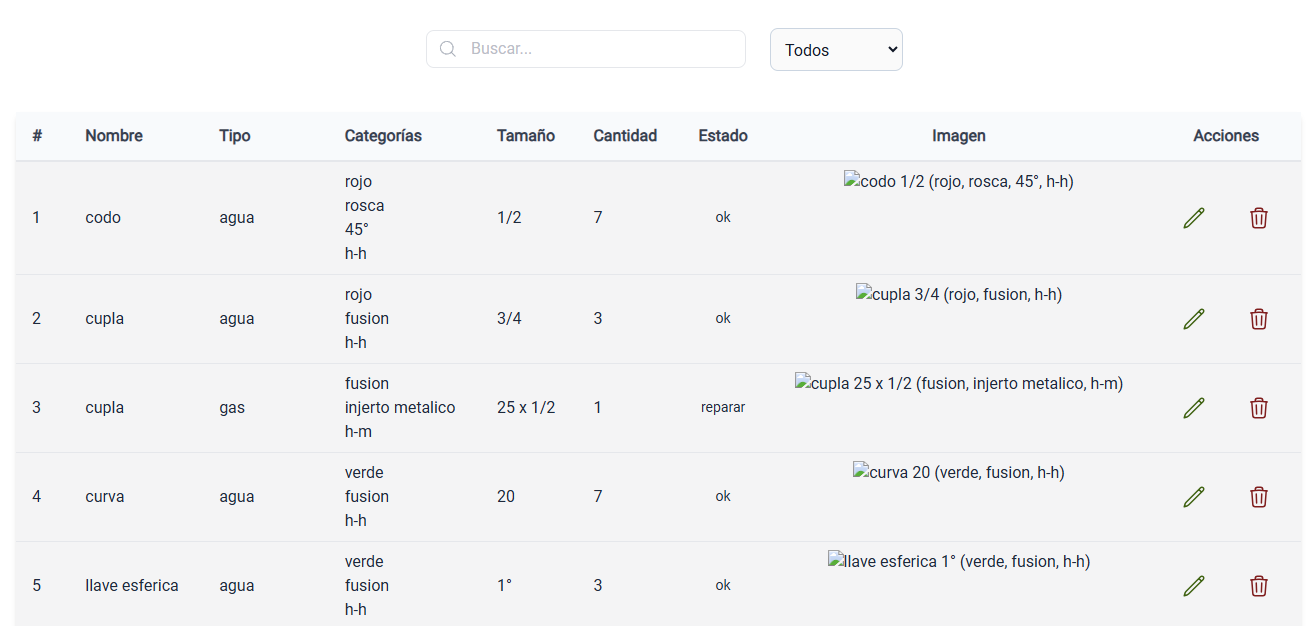 Buscar...
Todos
# Nombre Tipo Categorías Tamaño Cantidad Estado Imagen Acciones
rojo
rosca
45°
h-h
1 codo agua 1/2 7 ok
codo 1/2 (rojo, rosca, 45°, h-h)
rojo
fusion
h-h
2 cupla agua 3/4 3 ok
cupla 3/4 (rojo, fusion, h-h)
fusion
injerto metalico
h-m
3 cupla gas 25 x 1/2 1 reparar
cupla 25 x 1/2 (fusion, injerto metalico, h-m)
verde
fusion
h-h
4 curva agua 20 7 ok
curva 20 (verde, fusion, h-h)
verde
fusion
h-h
5 llave esferica agua 1° 3 ok
llave esferica 1° (verde, fusion, h-h)